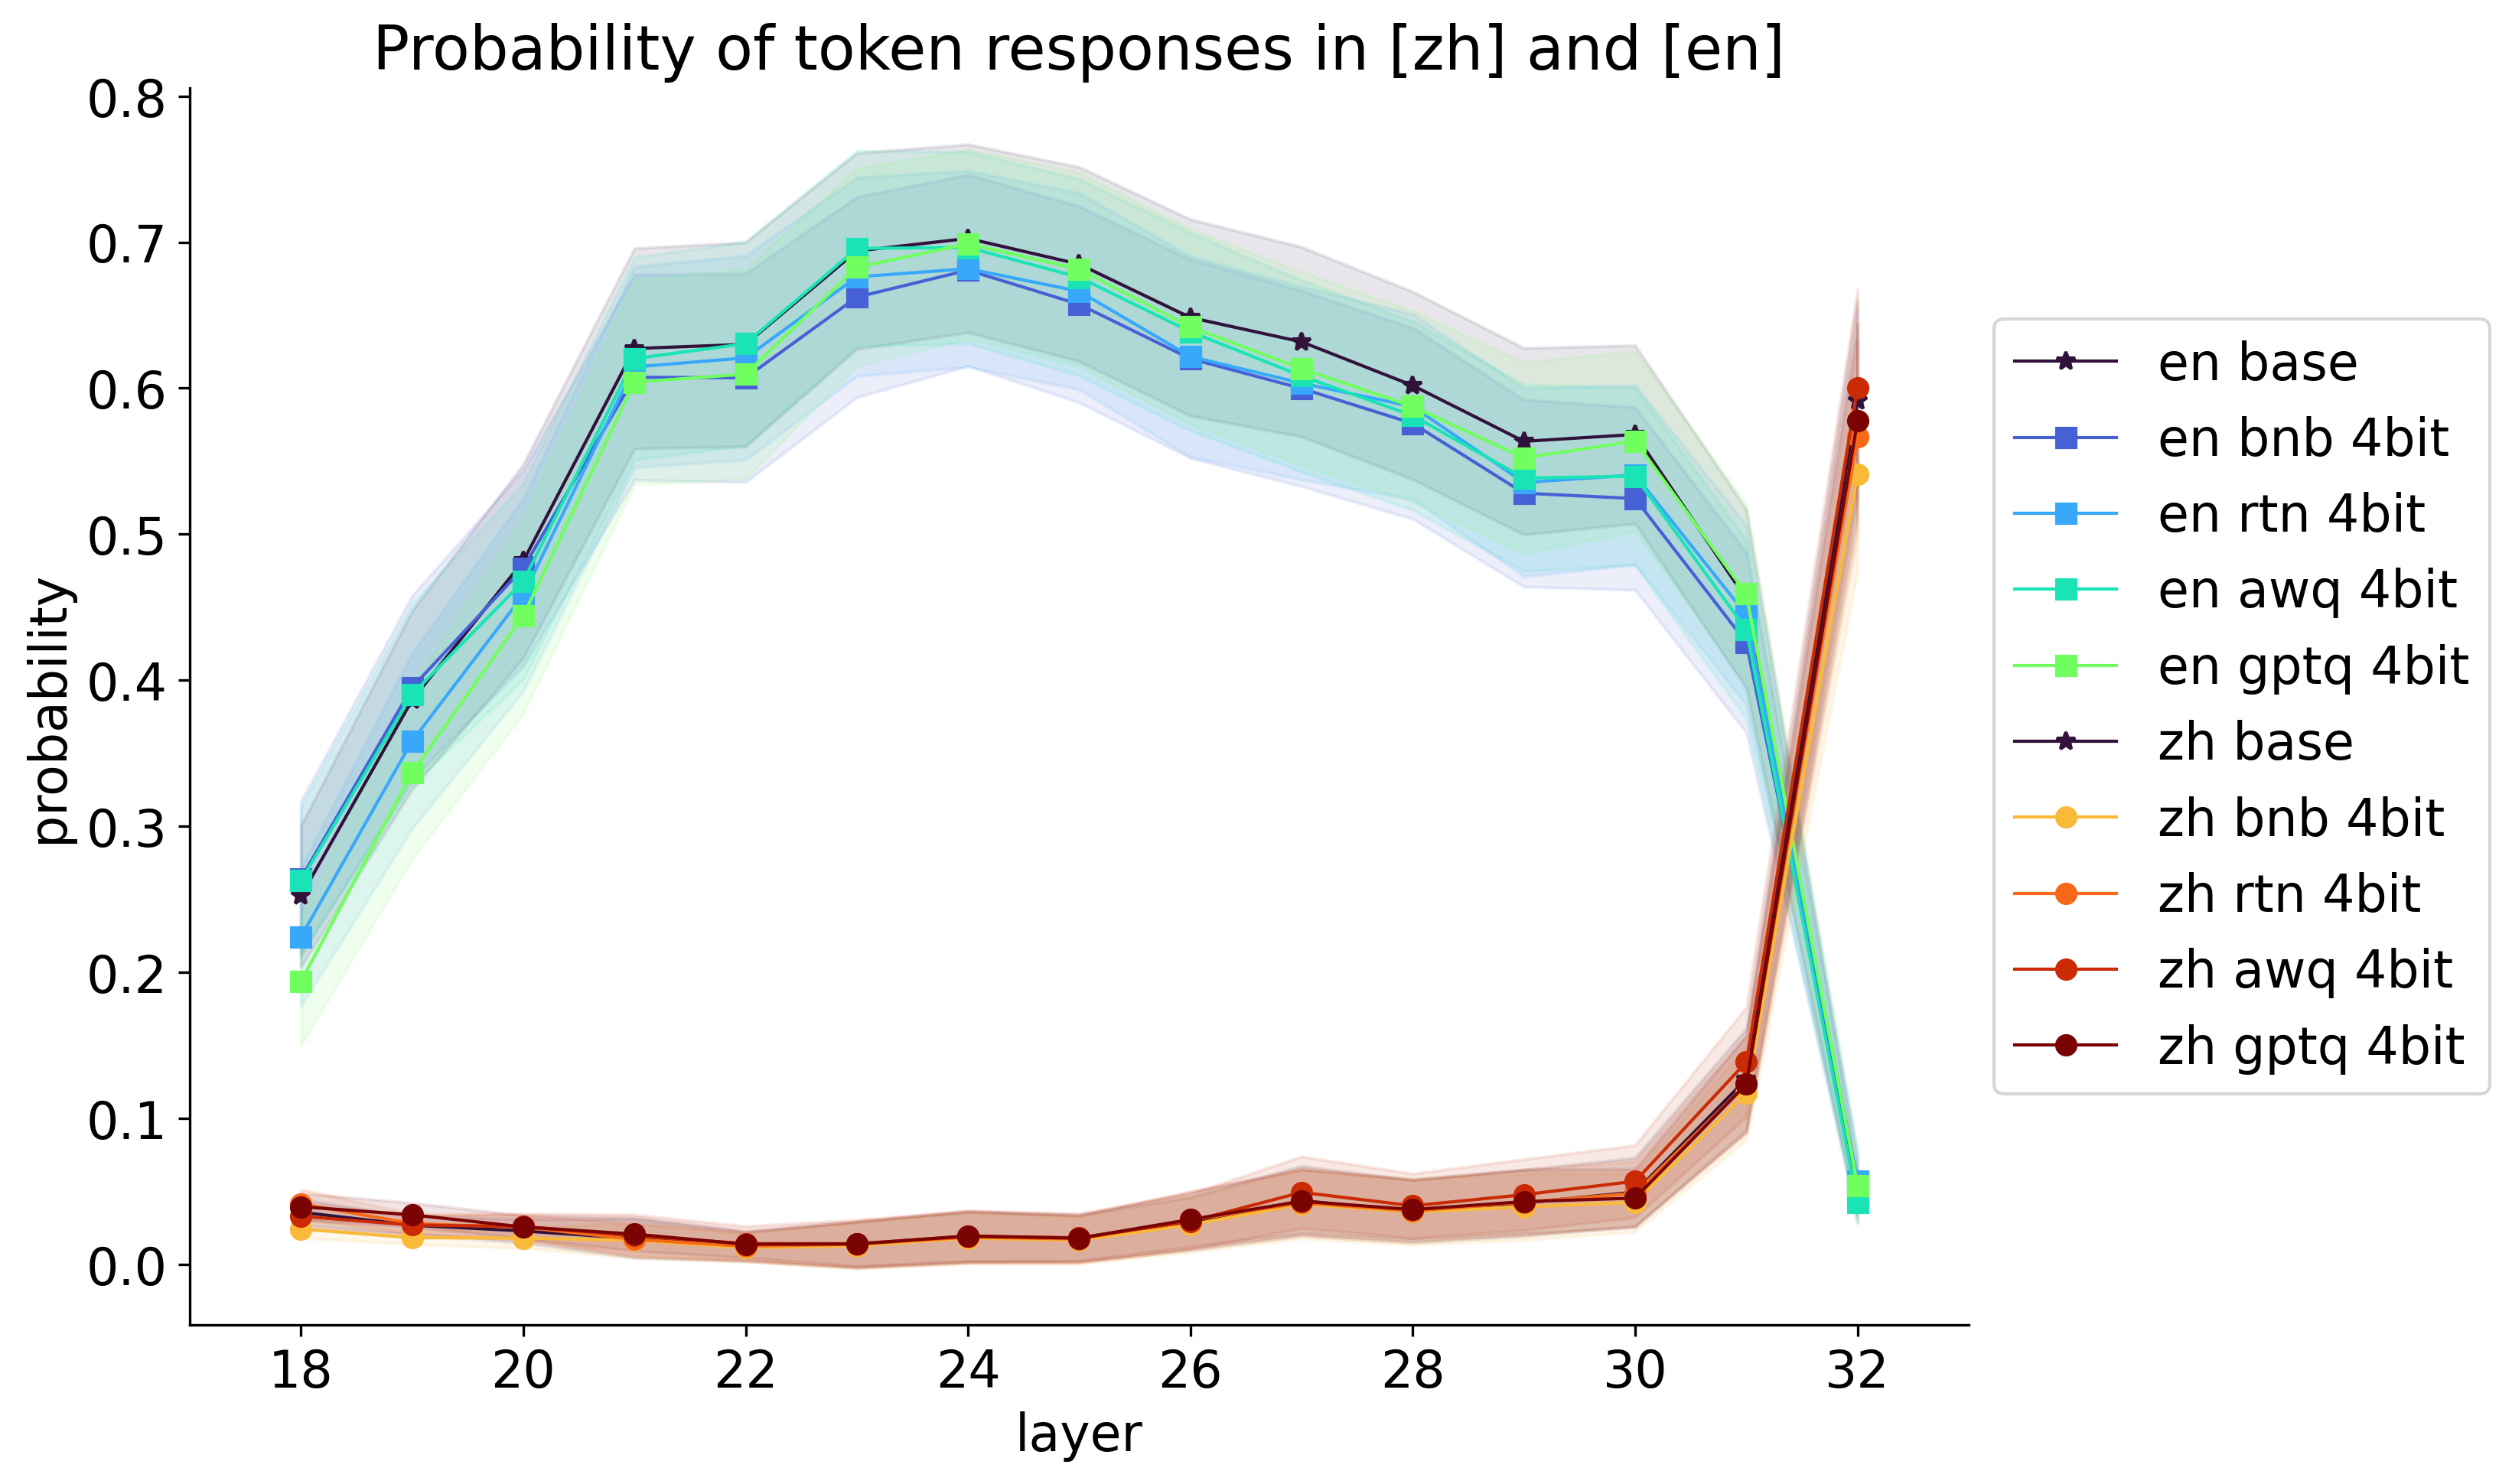 Probability of token responses in [zh] and [en]
probability
0.8
0.7
0.6
0.5
0.4
0.3
0.2
0.1
0.0
18 20 22 24 26 28 30 32
layer
en base
en bnb 4bit
en rtn 4bit
en awq 4bit
en gptq 4bit
zh base
zh bnb 4bit
zh rtn 4bit
zh awq 4bit
zh gptq 4bit